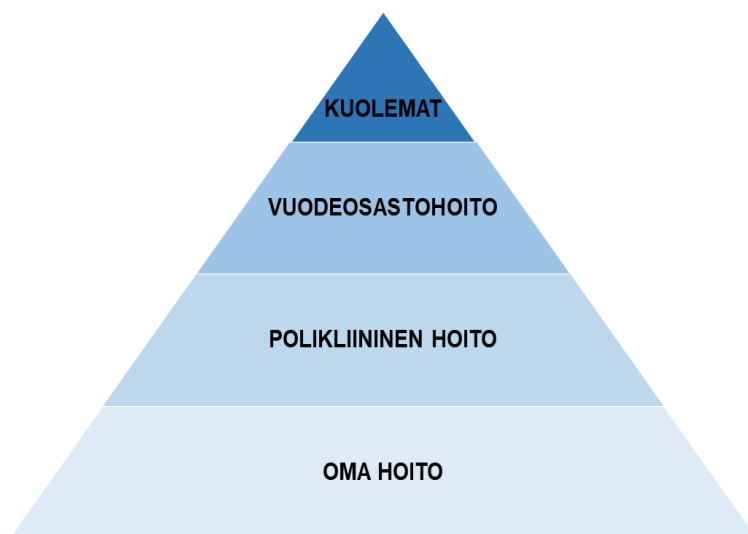 KUOLEMAT
VUODEOSASTOHOITO
POLIKLIININEN HOITO
OMA HOITO